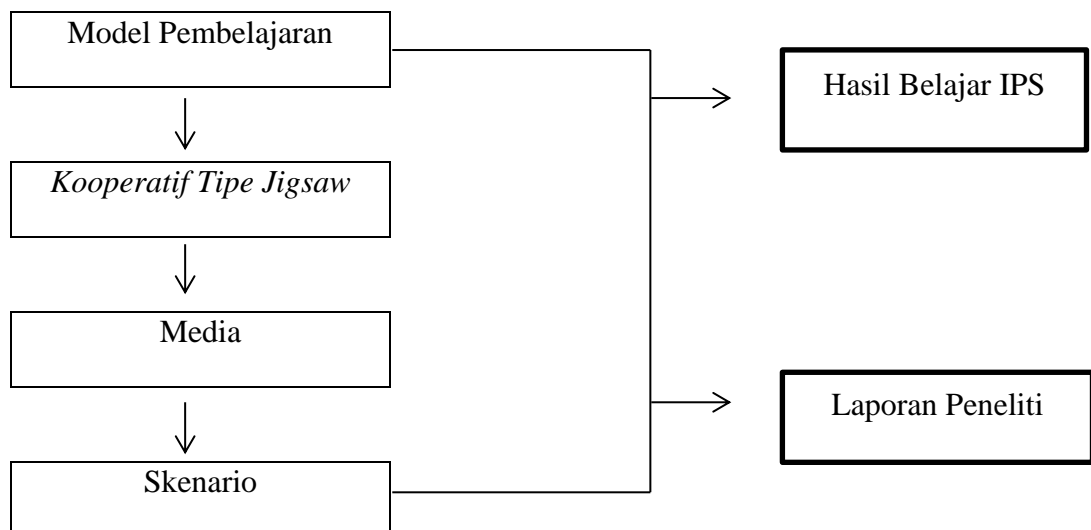 Model Pembelajaran
Kooperatif Tipe Jigsaw
Media
Skenario
Hasil Belajar IPS
Laporan Peneliti